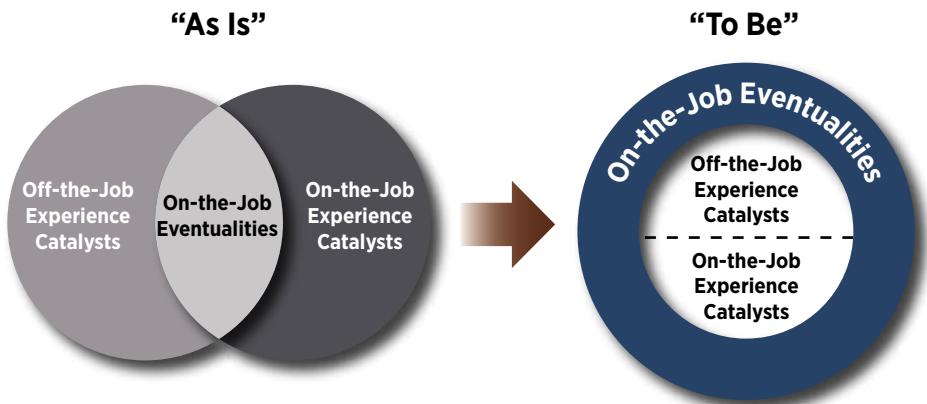 “As Is”
Off-the-Job
Experience
Catalysts
On-the-Job
Eventualities
On-the-Job
Experience
Catalysts
“To Be”
On-the-Job Eventualities
Off-the-Job
Experience
Catalysts
On-the-Job
Experience
Catalysts